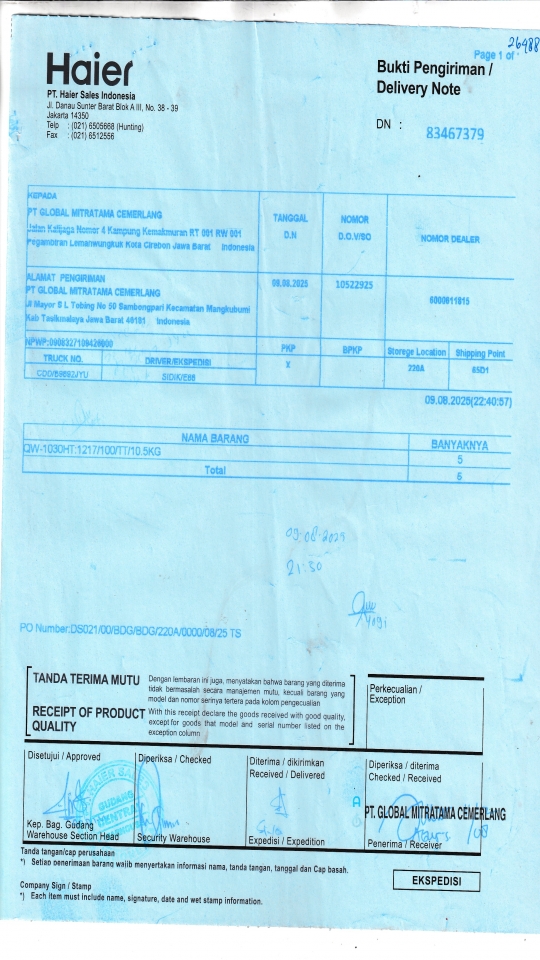 26988
Page 1 of
Haier
Bukti Pengiriman /
Delivery Note
PT. Haier Sales Indonesia
Jl. Danau Sunter Barat Blok A III, No. 38 - 39
Jakarta 14350
Telp : (021) 6505668 (Hunting)
Fax : (021) 6512556
DN : 83467379
KEPADA
PT GLOBAL MITRATAMA CEMERLANG
Jalan Kalijaga Nomor 4 Kampung Kemakmuran RT 001 RW 001
Pegambiran Lemahwungkuk Kota Cirebon Jawa Barat Indonesia
TANGGAL
D.N
NOMOR
D.O.V/SO
NOMOR DEALER
ALAMAT PENGIRIMAN
PT GLOBAL MITRATAMA CEMERLANG
Jl Mayor S L Tobing No 50 Sambongpari Kecamatan Mangkubumi
Kab Tasikmalaya Jawa Barat 40191 Indonesia
09.08.2025
10522925
6000011815
TRUCK NO.
DRIVER/EKSPEDISI
PKP
BPKP
Storege Location
Shipping Point
SIDIK/E66
X
220A
65D1
09.08.2025(22:40:57)
NAMA BARANG
BANYAKNYA
QW-1030HT:1217/100/TT/10.5KG
5
Total
5
09.08.2025
21:30
Yogi
PO Number:DS021/00/BDG/BDG/220A/0000/08/25 TS
TANDA TERIMA MUTU
Dengan lembaran ini juga, menyatakan bahwa barang yang diterima
tidak bermasalah secara manajemen mutu, kecuali barang yang
model dan nomor serinya tertera pada kolom pengecualian
RECEIPT OF PRODUCT
QUALITY
With this receipt declare the goods received with good quality,
except for goods that model and serial number listed on the
exception column
Perkecualian /
Exception
Disetujui / Approved
Diperiksa / Checked
Diterima / dikirimkan
Received / Delivered
Diperiksa / diterima
Checked / Received
GUDANG
PT. GLOBAL MITRATAMA CEMERLANG
Kep. Bag. Gudang
Warehouse Section Head
Security Warehouse
Expedisi / Expedition
Penerima / Receiver
Tanda tangan/cap perusahaan
*) Setiap penerimaan barang wajib menyertakan informasi nama, tanda tangan, tanggal dan Cap basah.
EKSPEDISI
Company Sign / Stamp
*) Each item must include name, signature, date and wet stamp information.